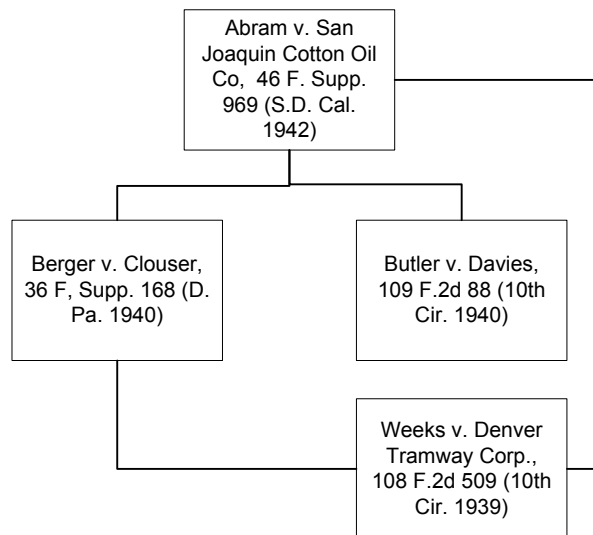 Abram v. San
Joaquin Cotton Oil
Co, 46 F. Supp.
969 (S.D. Cal.
1942)
Berger v. Clouser,
36 F, Supp. 168 (D.
Pa. 1940)
Butler v. Davies,
109 F.2d 88 (10th
Cir. 1940)
Weeks v. Denver
Tramway Corp.,
108 F.2d 509 (10th
Cir. 1939)